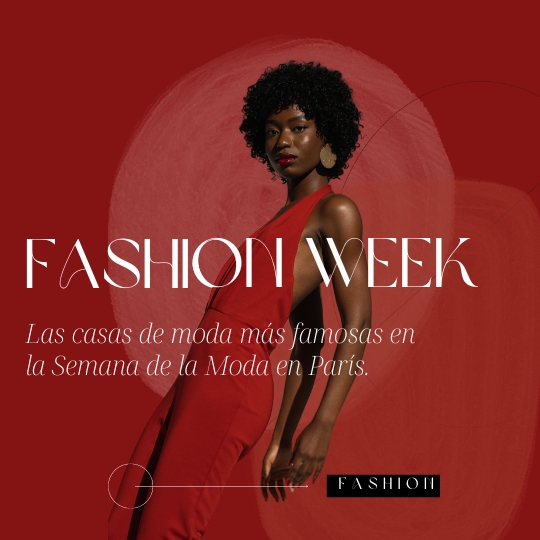 FASHION WEEK
Las casas de moda más famosas en
la Semana de la Moda en París.
FASHION